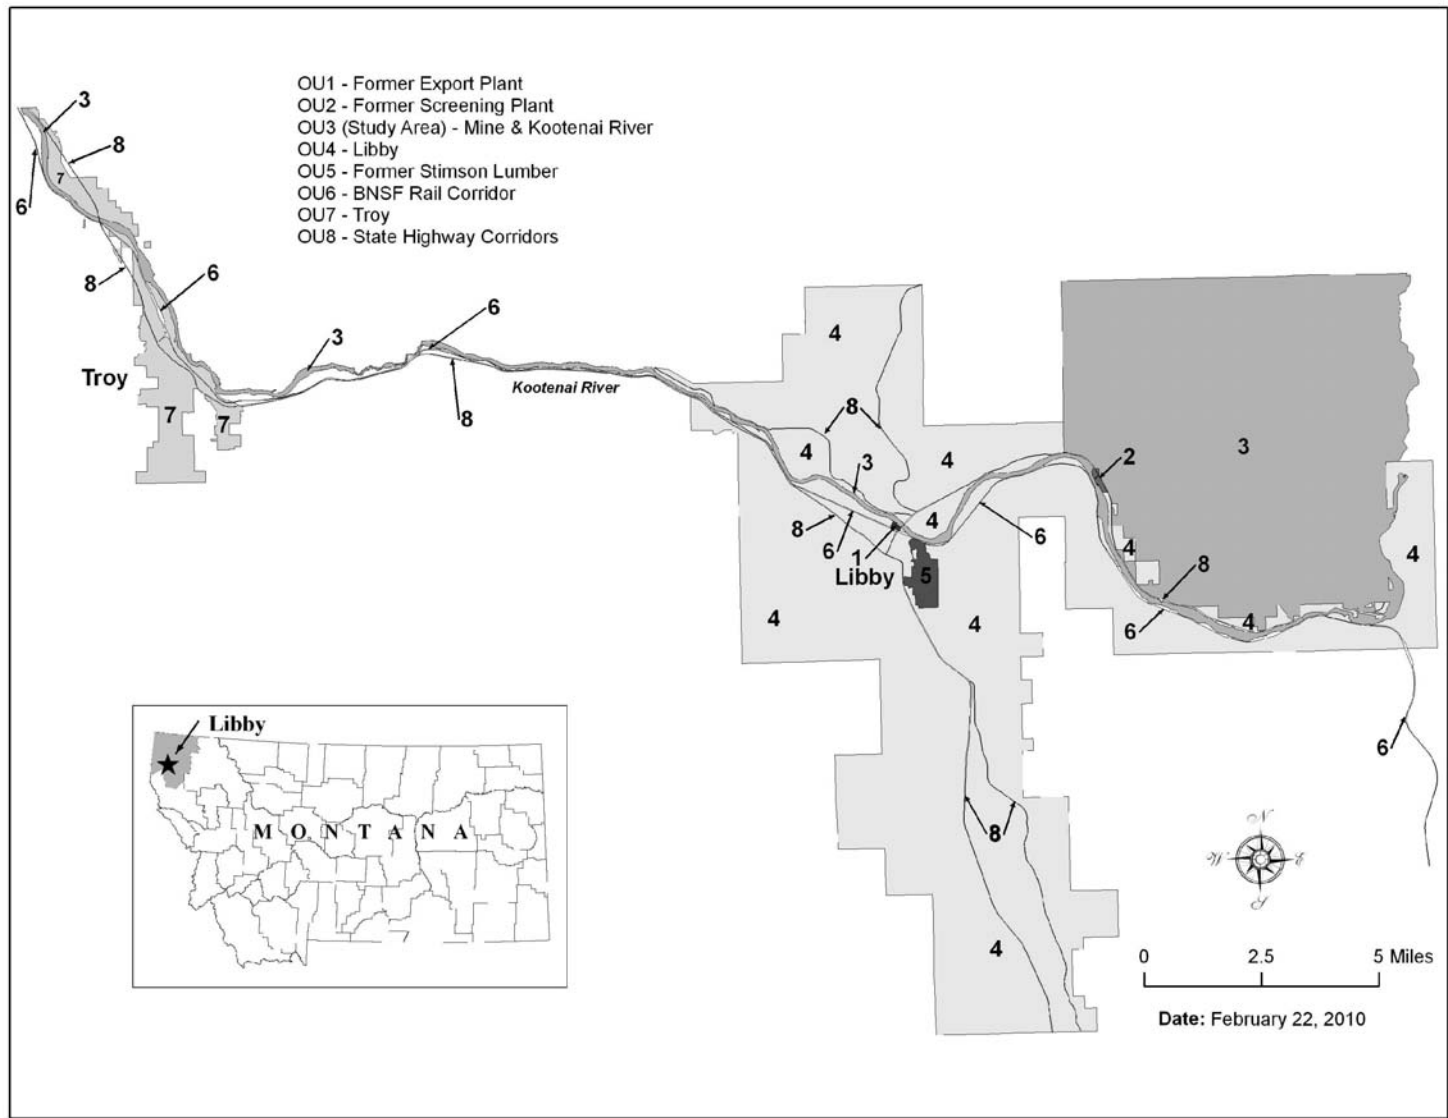 OU1 - Former Export Plant
OU2 - Former Screening Plant
OU3 (Study Area) - Mine & Kootenai River
OU4 - Libby
OU5 - Former Stimson Lumber
OU6 - BNSF Rail Corridor
OU7 - Troy
OU8 - State Highway Corridors
3
8
7
6
8
6
3
6
Troy
Kootenai River
8
7
7
4
8
4
3
4
2
3
4
8
6
1
6
Libby
5
4
4
4
8
6
4
4
6
8
4
Libby
MONTANA
N
W
E
S
0 2.5 5 Miles
Date: February 22, 2010